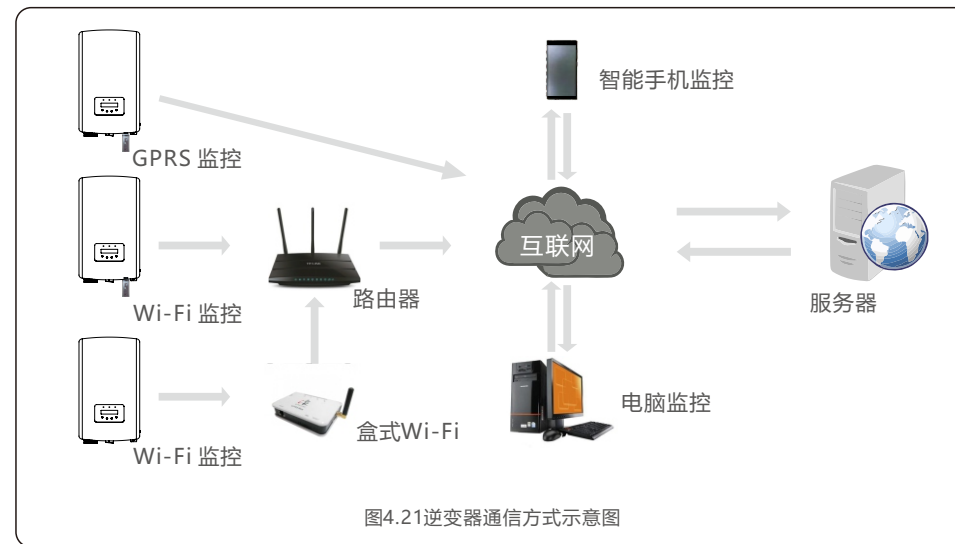 智能手机监控
GPRS 监控
互联网
Wi-Fi 监控
路由器
服务器
电脑监控
盒式Wi-Fi
Wi-Fi 监控
图4.21逆变器通信方式示意图